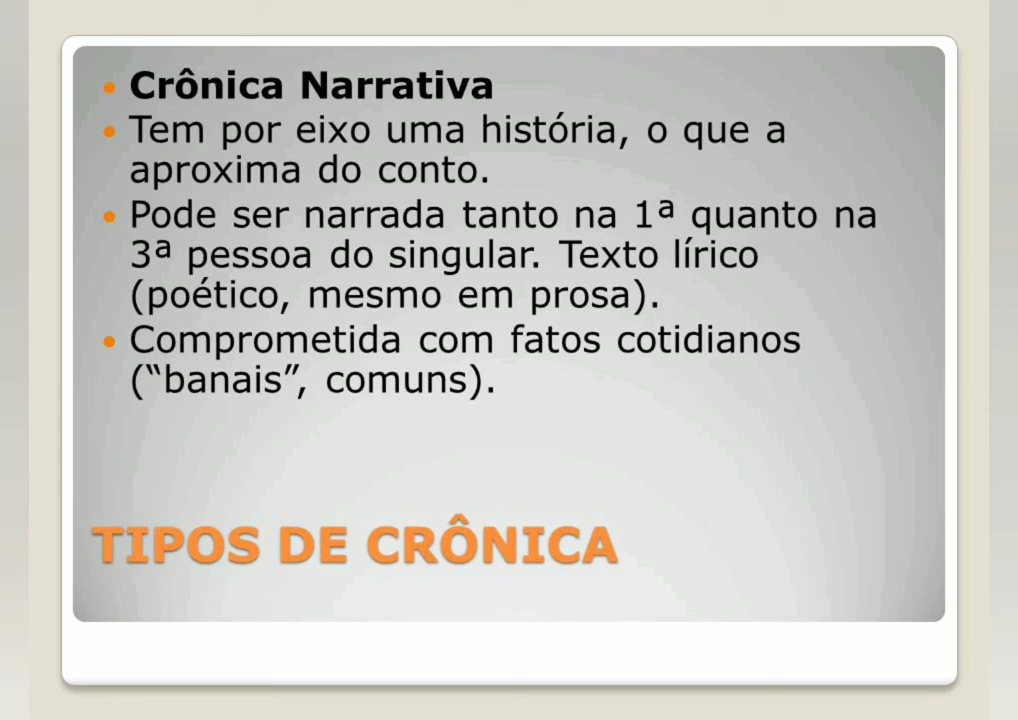 Crônica Narrativa
Tem por eixo uma história, o que a
aproxima do conto.
Pode ser narrada tanto na 1ª quanto na
3ª pessoa do singular. Texto lírico
(poético, mesmo em prosa).
Comprometida com fatos cotidianos
(“banais”, comuns).
TIPOS DE CRÔNICA